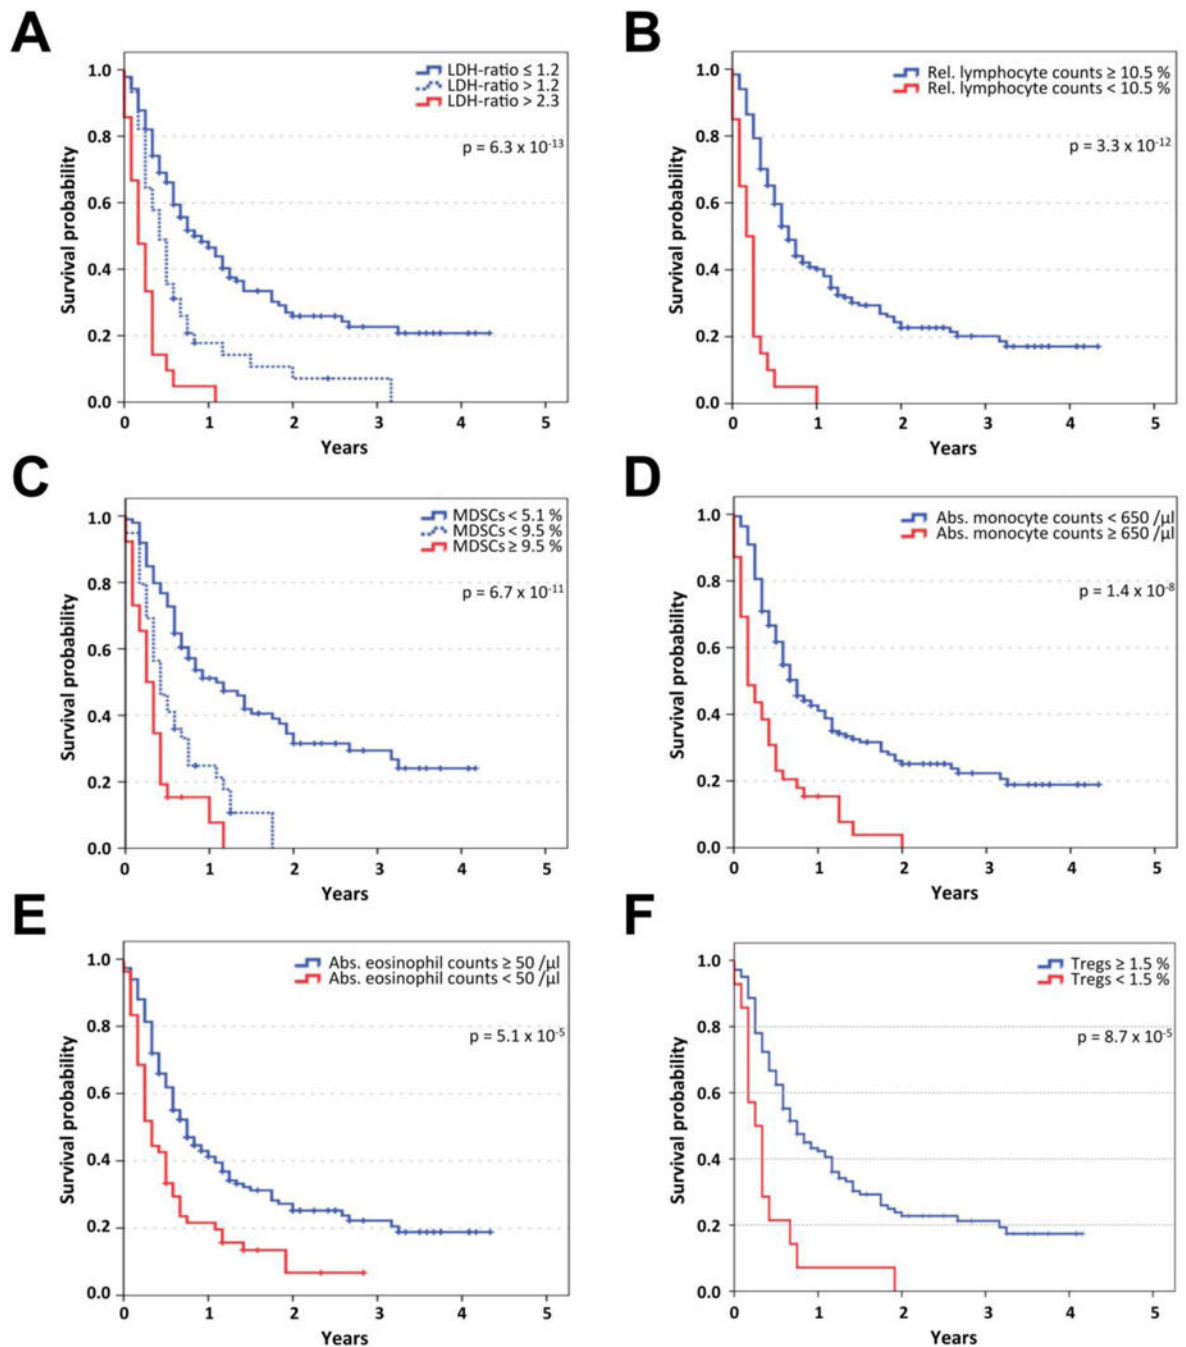 A
B
LDH-ratio ≤ 1.2
LDH-ratio > 1.2
LDH-ratio > 2.3
p = 6.3 x 10-13
Survival probability
1.0
0.8
0.6
0.4
0.2
0.0
0 1 2 3 4 5
Years
Rel. lymphocyte counts ≥ 10.5 %
Rel. lymphocyte counts < 10.5 %
p = 3.3 x 10-12
Survival probability
1.0
0.8
0.6
0.4
0.2
0.0
0 1 2 3 4 5
Years
C
D
MDSCs < 5.1 %
MDSCs < 9.5 %
MDSCs ≥ 9.5 %
p = 6.7 x 10-11
Survival probability
1.0
0.8
0.6
0.4
0.2
0.0
0 1 2 3 4 5
Years
Abs. monocyte counts < 650 /µl
Abs. monocyte counts ≥ 650 /µl
p = 1.4 x 10-8
Survival probability
1.0
0.8
0.6
0.4
0.2
0.0
0 1 2 3 4 5
Years
E
F
Abs. eosinophil counts ≥ 50 /µl
Abs. eosinophil counts < 50 /µl
p = 5.1 x 10-5
Survival probability
1.0
0.8
0.6
0.4
0.2
0.0
0 1 2 3 4 5
Years
Tregs ≥ 1.5 %
Tregs < 1.5 %
p = 8.7 x 10-5
Survival probability
1.0
0.8
0.6
0.4
0.2
0.0
0 1 2 3 4 5
Years